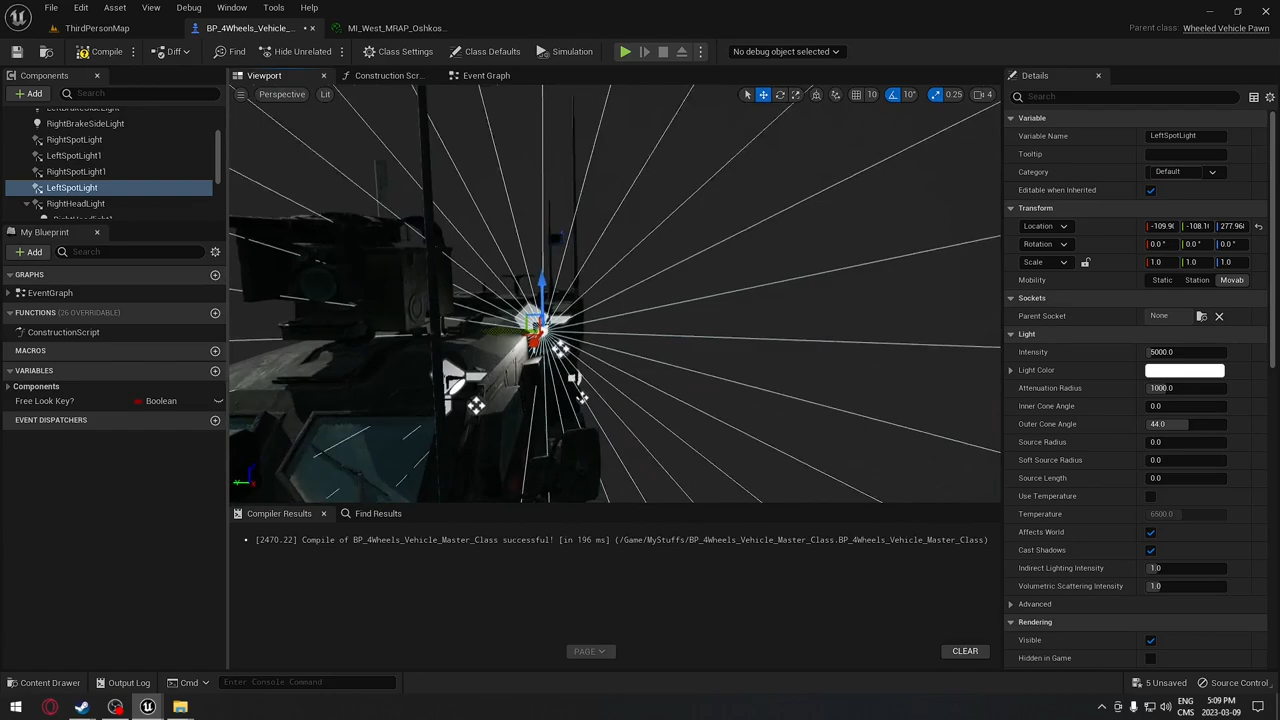 File Edit Asset View Debug Window Tools Help
ThirdPersonMap
BP_4Wheels_Vehicle_...
MI_West_MRAP_Oshkos...
Parent class: Wheeled Vehicle Pawn
Compile
Diff
Find
Hide Unrelated
Class Settings
Class Defaults
Simulation
No debug object selected
Components
Viewport
Construction Scr...
Event Graph
Details
Add
Search
Perspective
Lit
10
10°
0.25
4
Search
LeftBrakeSideLight
RightBrakeSideLight
RightSpotLight
LeftSpotLight1
RightSpotLight1
LeftSpotLight
RightHeadLight
RightHeadLight1
My Blueprint
Add
Search
GRAPHS
EventGraph
FUNCTIONS (26 OVERRIDABLE)
ConstructionScript
MACROS
VARIABLES
Components
Free Look Key?
Boolean
EVENT DISPATCHERS
Variable
Variable Name
LeftSpotLight
Tooltip
Category
Default
Editable when Inherited
Transform
Location
-109.9
-108.1
277.96
Rotation
0.0 °
0.0 °
0.0 °
Scale
1.0
1.0
1.0
Mobility
Static
Station
Movab
Sockets
Parent Socket
None
Light
Intensity
5000.0
Light Color
Attenuation Radius
1000.0
Inner Cone Angle
0.0
Outer Cone Angle
44.0
Source Radius
0.0
Soft Source Radius
0.0
Source Length
0.0
Use Temperature
Temperature
6500.0
Affects World
Cast Shadows
Indirect Lighting Intensity
1.0
Volumetric Scattering Intensity
1.0
Advanced
Rendering
Visible
Hidden in Game
Compiler Results
Find Results
[2470.22] Compile of BP_4Wheels_Vehicle_Master_Class successful! [in 196 ms] (/Game/MyStuffs/BP_4Wheels_Vehicle_Master_Class.BP_4Wheels_Vehicle_Master_Class)
PAGE
CLEAR
Content Drawer
Output Log
Cmd
Enter Console Command
5 Unsaved
Source Control
ENG
CMS
5:09 PM
2023-03-09